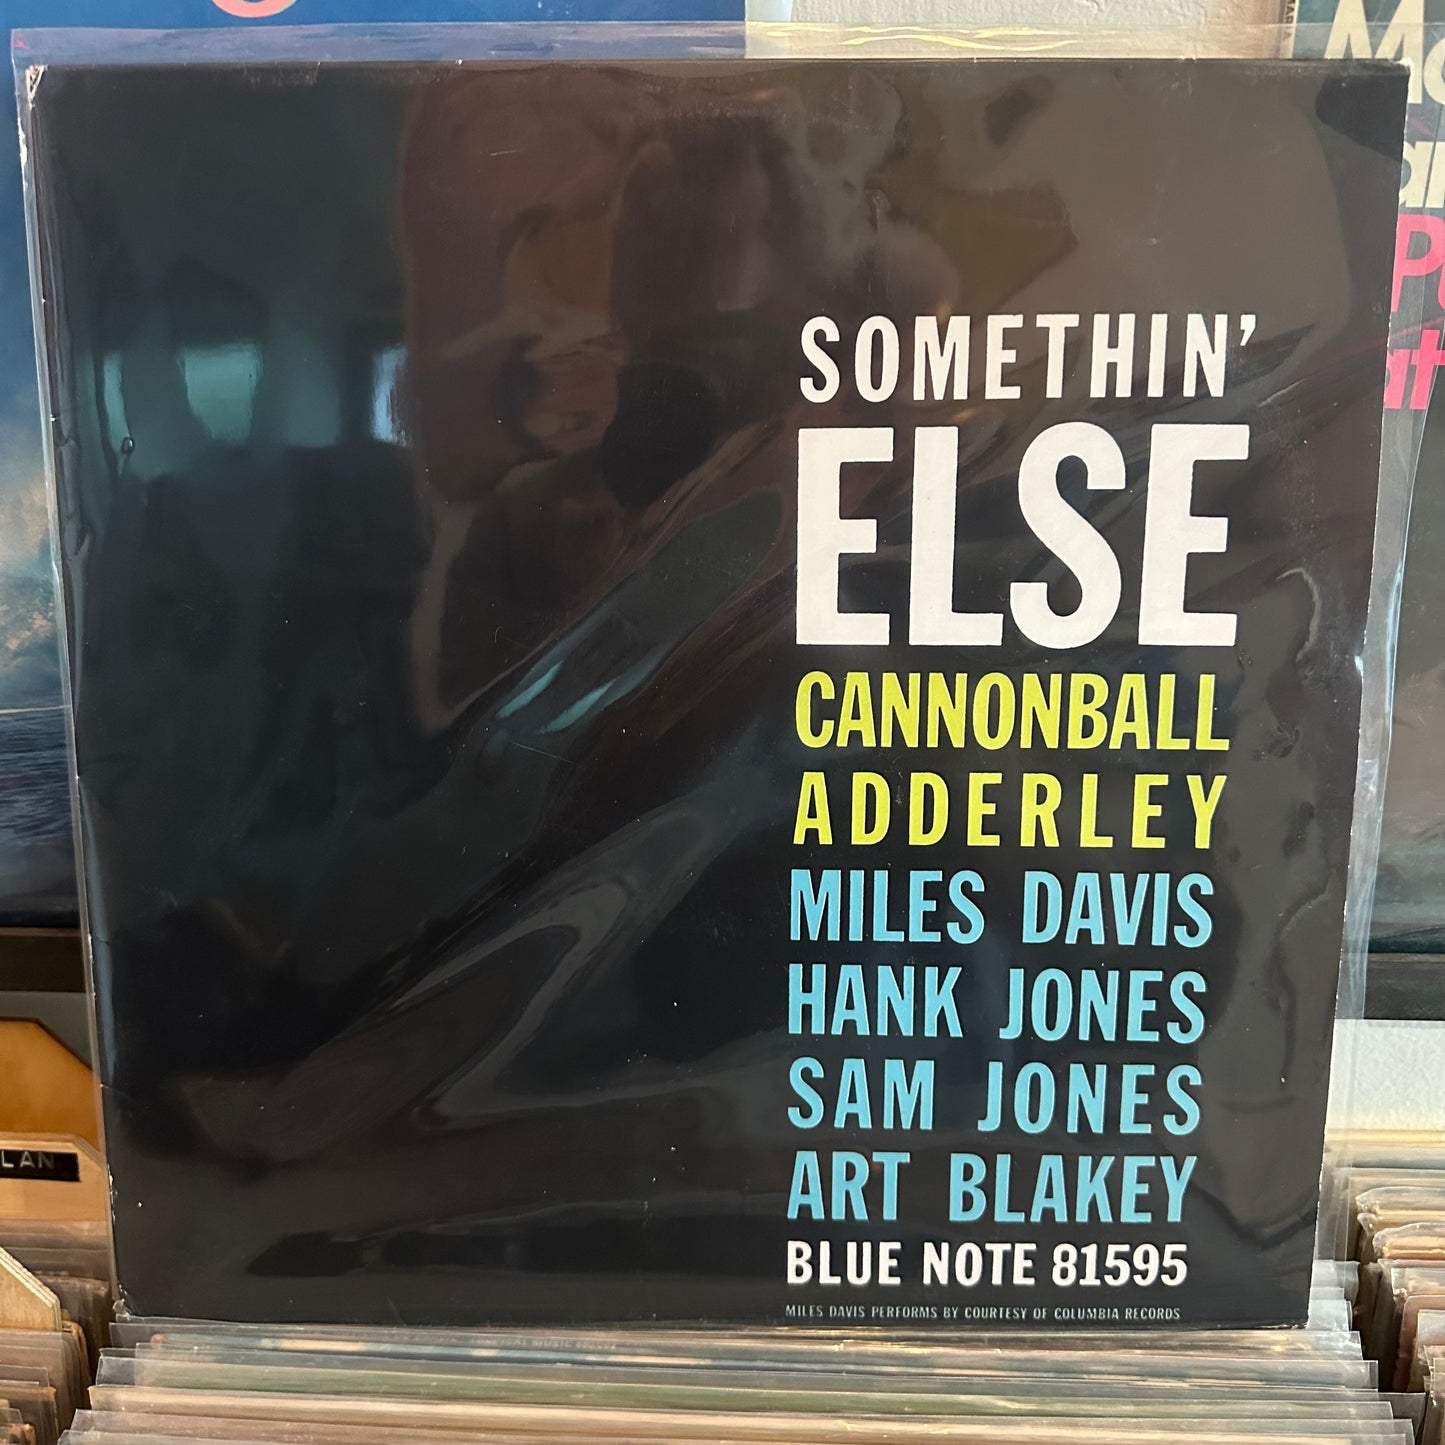 SOMETHIN'
ELSE
CANNONBALL
ADDERLEY
MILES DAVIS
HANK JONES
SAM JONES
ART BLAKEY
BLUE NOTE 81595
MILES DAVIS PERFORMS BY COURTESY OF COLUMBIA RECORDS
LAN